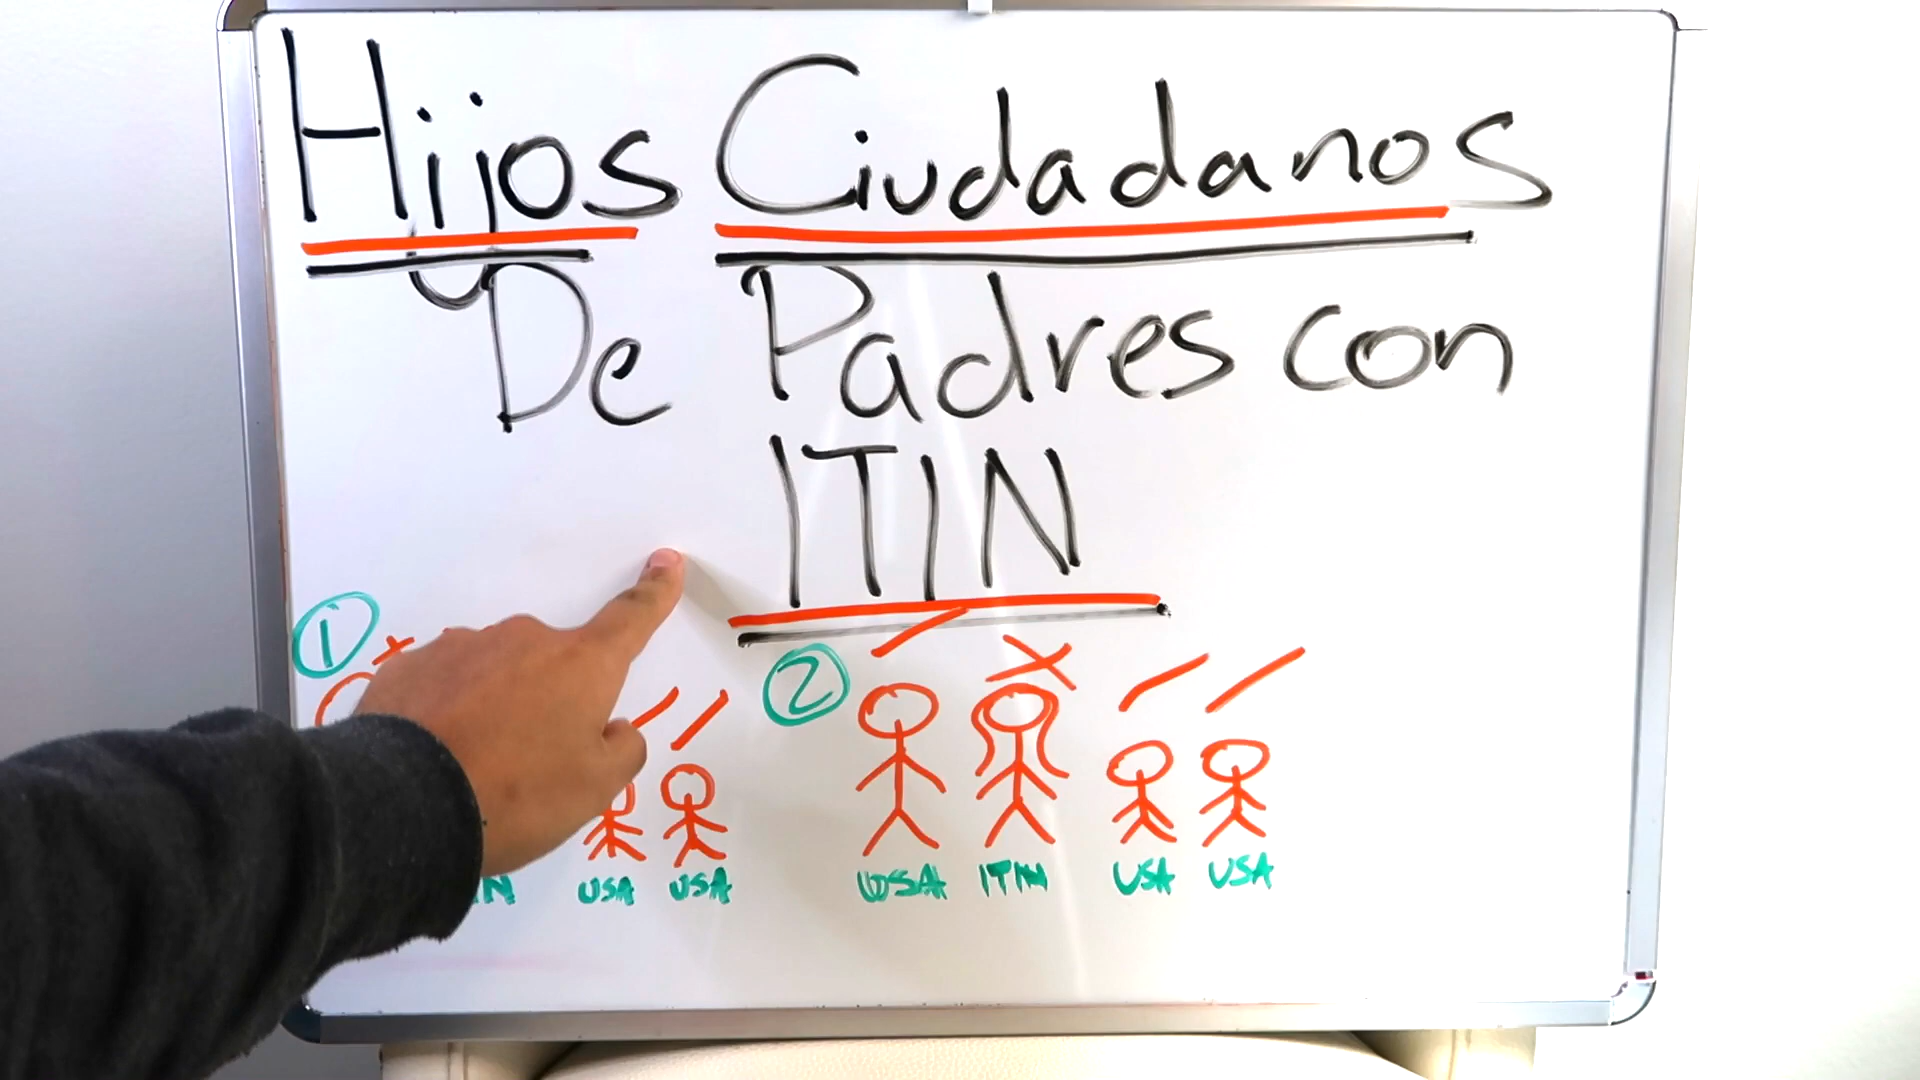 Hijos Ciudadanos
De Padres con
ITIN
1 2
USA USA USA ITIN USA USA